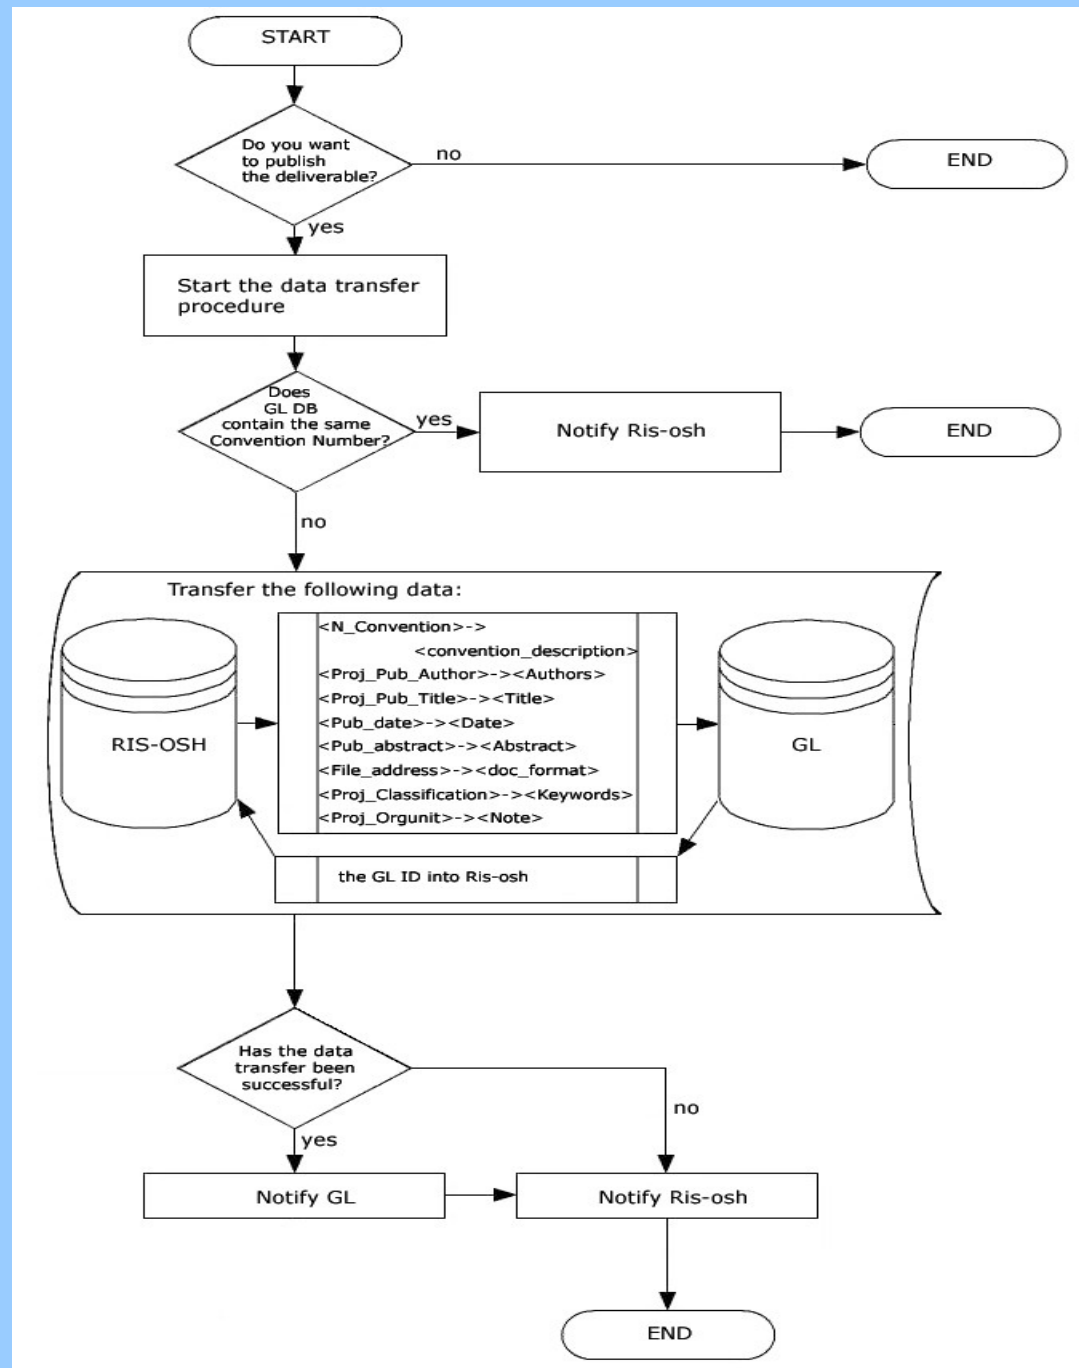 START
Do you want
to publish
the deliverable?
no
END
yes
Start the data transfer
procedure
Does
GL DB
contain the same
Convention Number?
yes
Notify Ris-osh
END
no
Transfer the following data:
<N_Convention>->
<convention_description>
<Proj_Pub_Author>-><Authors>
<Proj_Pub_Title>-><Title>
<Pub_date>-><Date>
<Pub_abstract>-><Abstract>
<File_address>-><doc_format>
<Proj_Classification>-><Keywords>
<Proj_Orgunit>-><Note>
RIS-OSH
GL
the GL ID into Ris-osh
Has the data
transfer been
successful?
no
yes
Notify GL
Notify Ris-osh
END